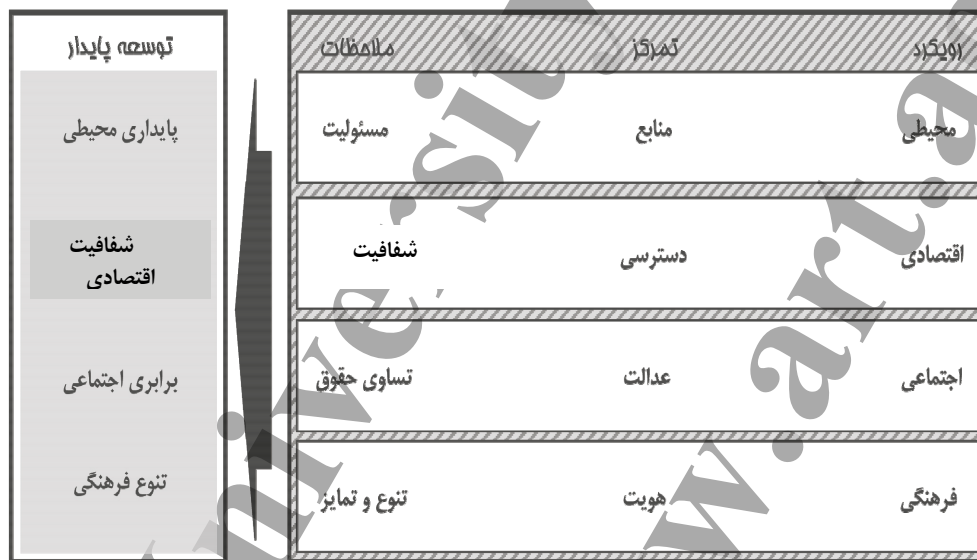 رویکرد تمرکز ملاحظات
محیطی منابع مسئولیت
اقتصادی دسترسی شفافیت
اجتماعی عدالت تساوی حقوق
فرهنگی هویت تنوع و تمایز
توسعه پایدار
پایداری محیطی
شفافیت
اقتصادی
برابری اجتماعی
تنوع فرهنگی